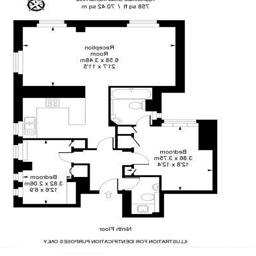 758 sq ft / 70.42 sq m
Reception
Room
6.58 x 3.48m
21'7 x 11'5
Bedroom
3.86 x 3.75m
12'8 x 12'4
Bedroom
3.82 x 2.06m
12'6 x 6'9
Ninth Floor
ILLUSTRATION FOR IDENTIFICATION PURPOSES ONLY